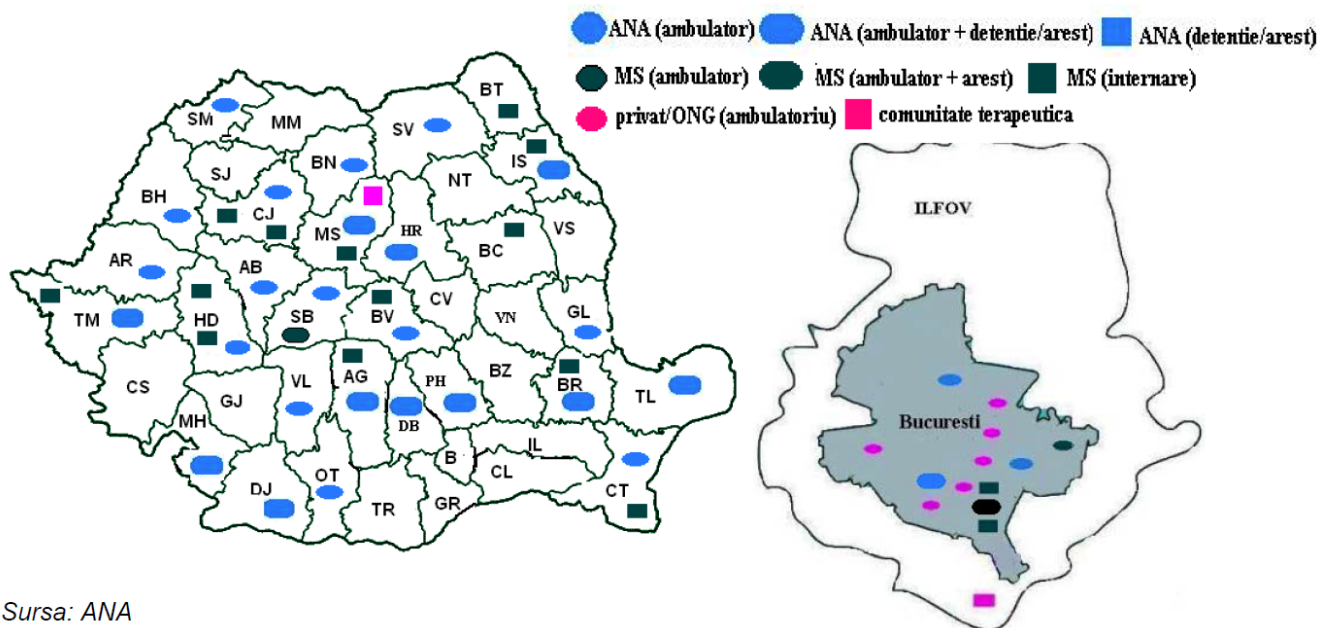 ANA (ambulator) ANA (ambulator + detentie/arest) ANA (detentie/arest)
MS (ambulator) MS (ambulator + arest) MS (internare)
privat/ONG (ambulatoriu) comunitate terapeutica
BT
SM
MM
SV
IS
BN
SJ
NT
BH
CJ
MS
HR
BC
VS
AR
AB
TM
HD
SB
BV
CV
VN
GL
CS
VL
AG
PH
BZ
BR
TL
GJ
MH
DB
IL
B
CL
DJ
OT
TR
GR
CT
ILFOV
Bucuresti
Sursa: ANA